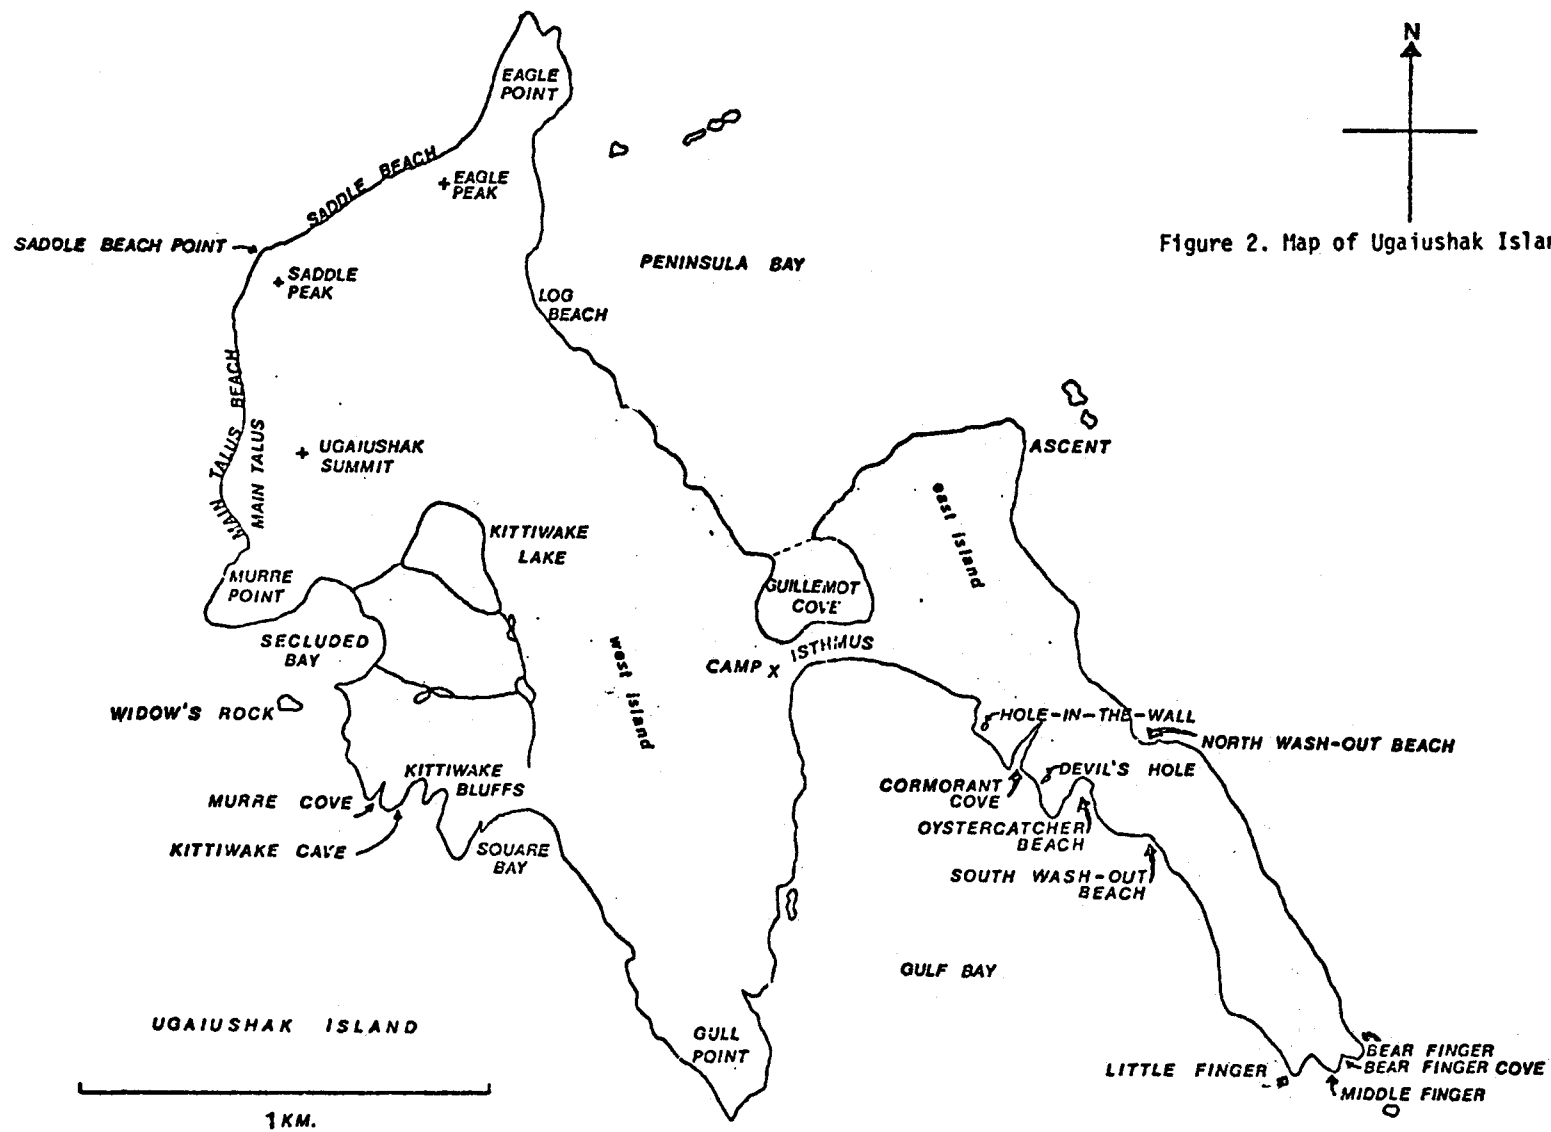 N
Figure 2. Map of Ugaiushak Islan
EAGLE
POINT
SADDLE BEACH
EAGLE
PEAK
SADDLE BEACH POINT
SADDLE
PEAK
PENINSULA BAY
LOG
BEACH
MAIN TALUS BEACH
MAIN TALUS
UGAIUSHAK
SUMMIT
ASCENT
east island
KITTIWAKE
LAKE
MURRE
POINT
GUILLEMOT
COVE
SECLUDED
BAY
west island
CAMP X
ISTHMUS
WIDOW'S ROCK
HOLE-IN-THE-WALL
NORTH WASH-OUT BEACH
KITTIWAKE
BLUFFS
DEVIL'S HOLE
CORMORANT
COVE
MURRE COVE
OYSTERCATCHER
BEACH
KITTIWAKE CAVE
SQUARE
BAY
SOUTH WASH-OUT
BEACH
GULF BAY
UGAIUSHAK ISLAND
GULL
POINT
BEAR FINGER
BEAR FINGER COVE
LITTLE FINGER
MIDDLE FINGER
1 KM.